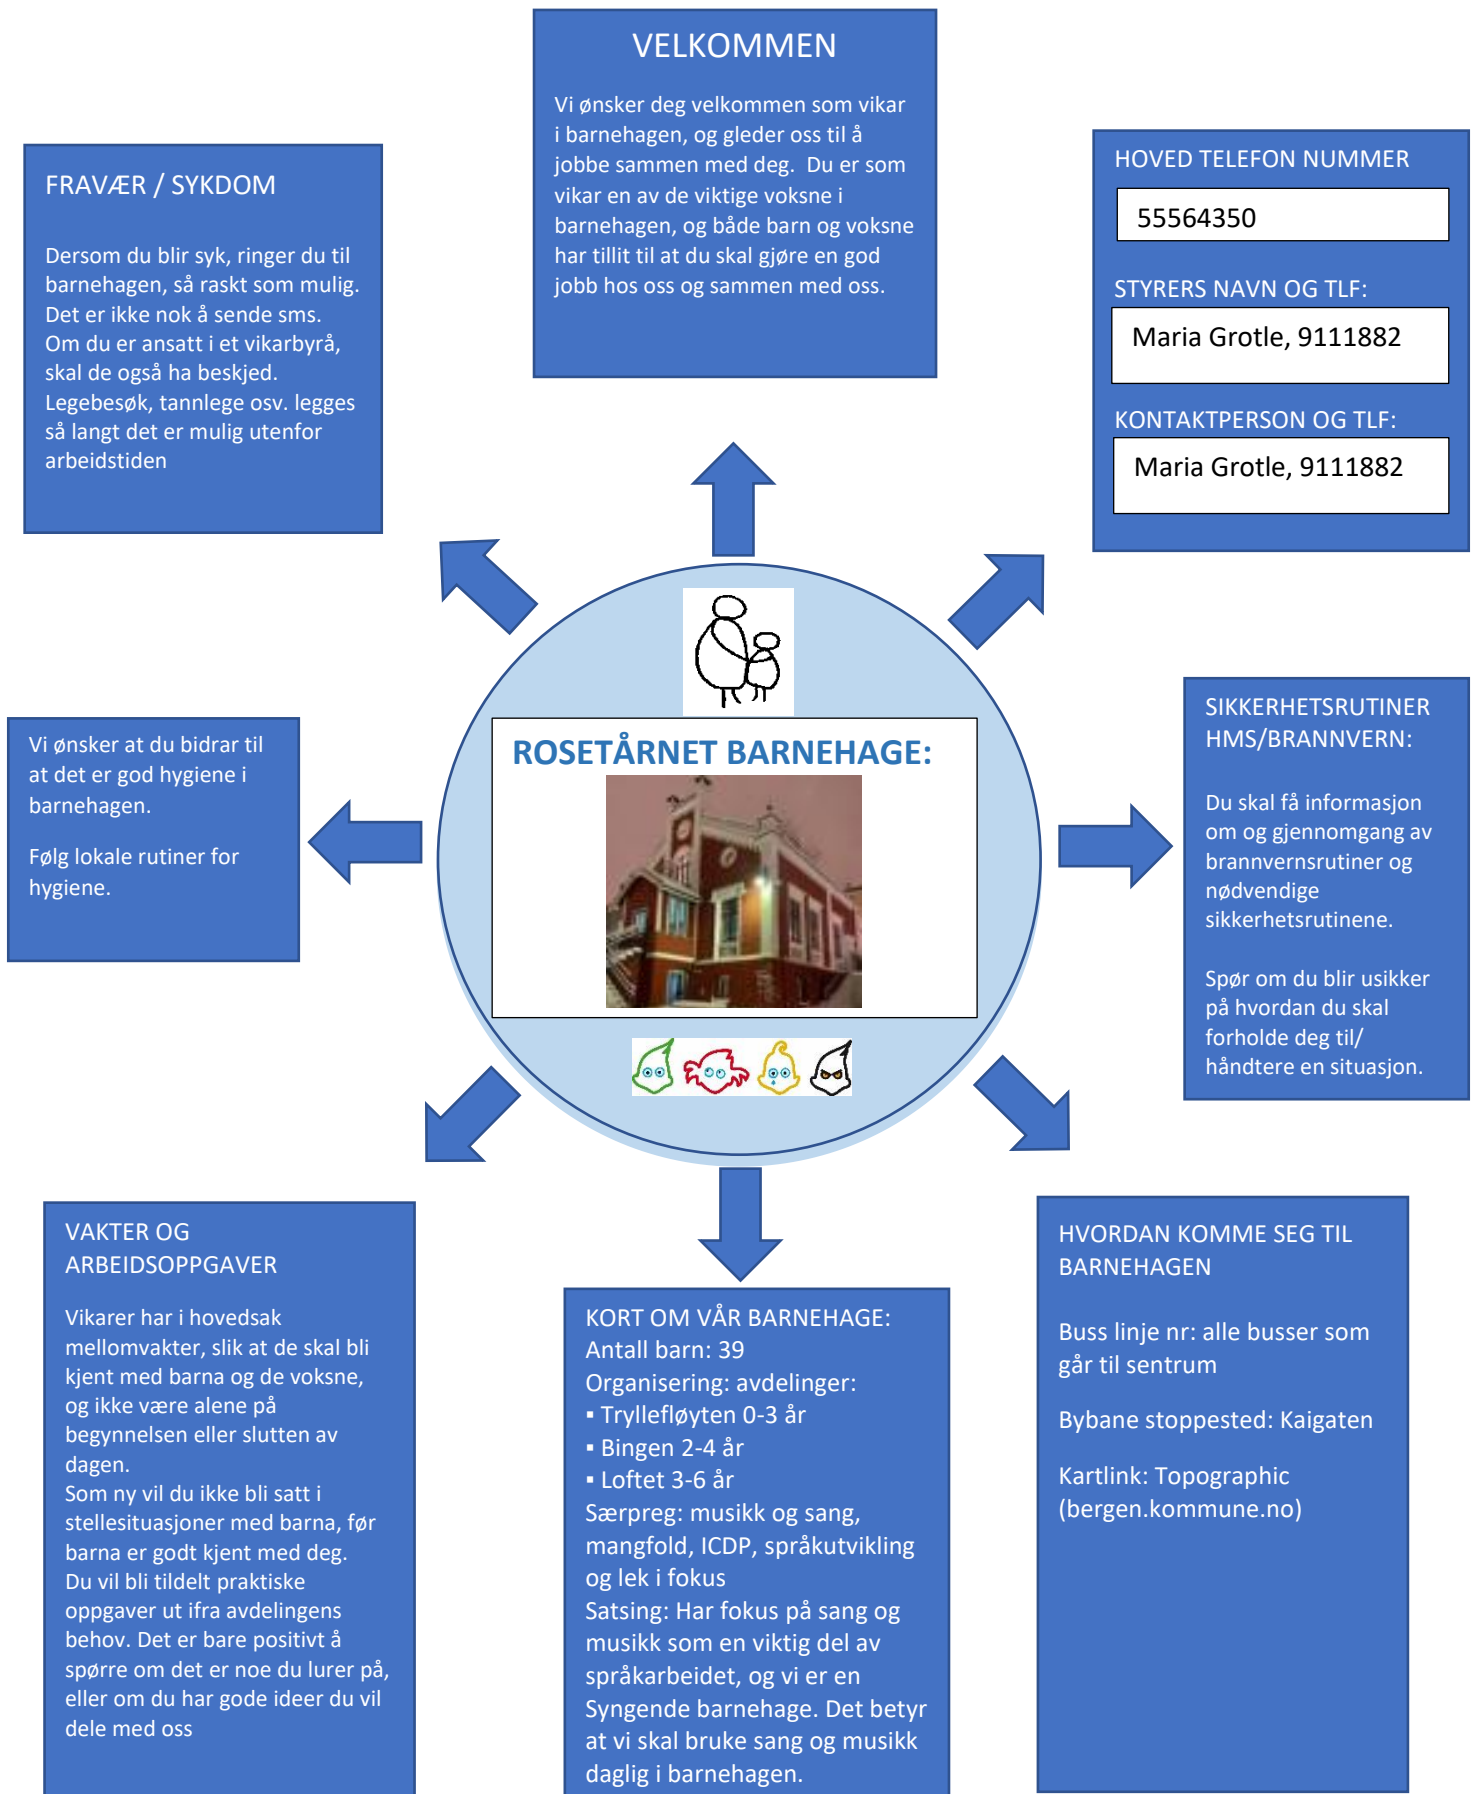 VELKOMMEN
Vi ønsker deg velkommen som vikar
i barnehagen, og gleder oss til å
jobbe sammen med deg.  Du er som
vikar en av de viktige voksne i
barnehagen, og både barn og voksne
har tillit til at du skal gjøre en god
jobb hos oss og sammen med oss.
FRAVÆR / SYKDOM
Dersom du blir syk, ringer du til
barnehagen, så raskt som mulig.
Det er ikke nok å sende sms.
Om du er ansatt i et vikarbyrå,
skal de også ha beskjed.
Legebesøk, tannlege osv. legges
så langt det er mulig utenfor
arbeidstiden
HOVED TELEFON NUMMER
55564350
STYRERS NAVN OG TLF:
Maria Grotle, 9111882
KONTAKTPERSON OG TLF:
Maria Grotle, 9111882
Vi ønsker at du bidrar til
at det er god hygiene i
barnehagen.
Følg lokale rutiner for
hygiene.
ROSETÅRNET BARNEHAGE:
SIKKERHETSRUTINER
HMS/BRANNVERN:
Du skal få informasjon
om og gjennomgang av
brannvernsrutiner og
nødvendige
sikkerhetsrutinene.
Spør om du blir usikker
på hvordan du skal
forholde deg til/
håndtere en situasjon.
VAKTER OG
ARBEIDSOPPGAVER
Vikarer har i hovedsak
mellomvakter, slik at de skal bli
kjent med barna og de voksne,
og ikke være alene på
begynnelsen eller slutten av
dagen.
Som ny vil du ikke bli satt i
stellesituasjoner med barna, før
barna er godt kjent med deg.
Du vil bli tildelt praktiske
oppgaver ut ifra avdelingens
behov. Det er bare positivt å
spørre om det er noe du lurer på,
eller om du har gode ideer du vil
dele med oss
KORT OM VÅR BARNEHAGE:
Antall barn: 39
Organisering: avdelinger:
▪ Tryllefløyten 0-3 år
▪ Bingen 2-4 år
▪ Loftet 3-6 år
Særpreg: musikk og sang,
mangfold, ICDP, språkutvikling
og lek i fokus
Satsing: Har fokus på sang og
musikk som en viktig del av
språkarbeidet, og vi er en
Syngende barnehage. Det betyr
at vi skal bruke sang og musikk
daglig i barnehagen.
HVORDAN KOMME SEG TIL
BARNEHAGEN
Buss linje nr: alle busser som
går til sentrum
Bybane stoppested: Kaigaten
Kartlink: Topographic
(bergen.kommune.no)